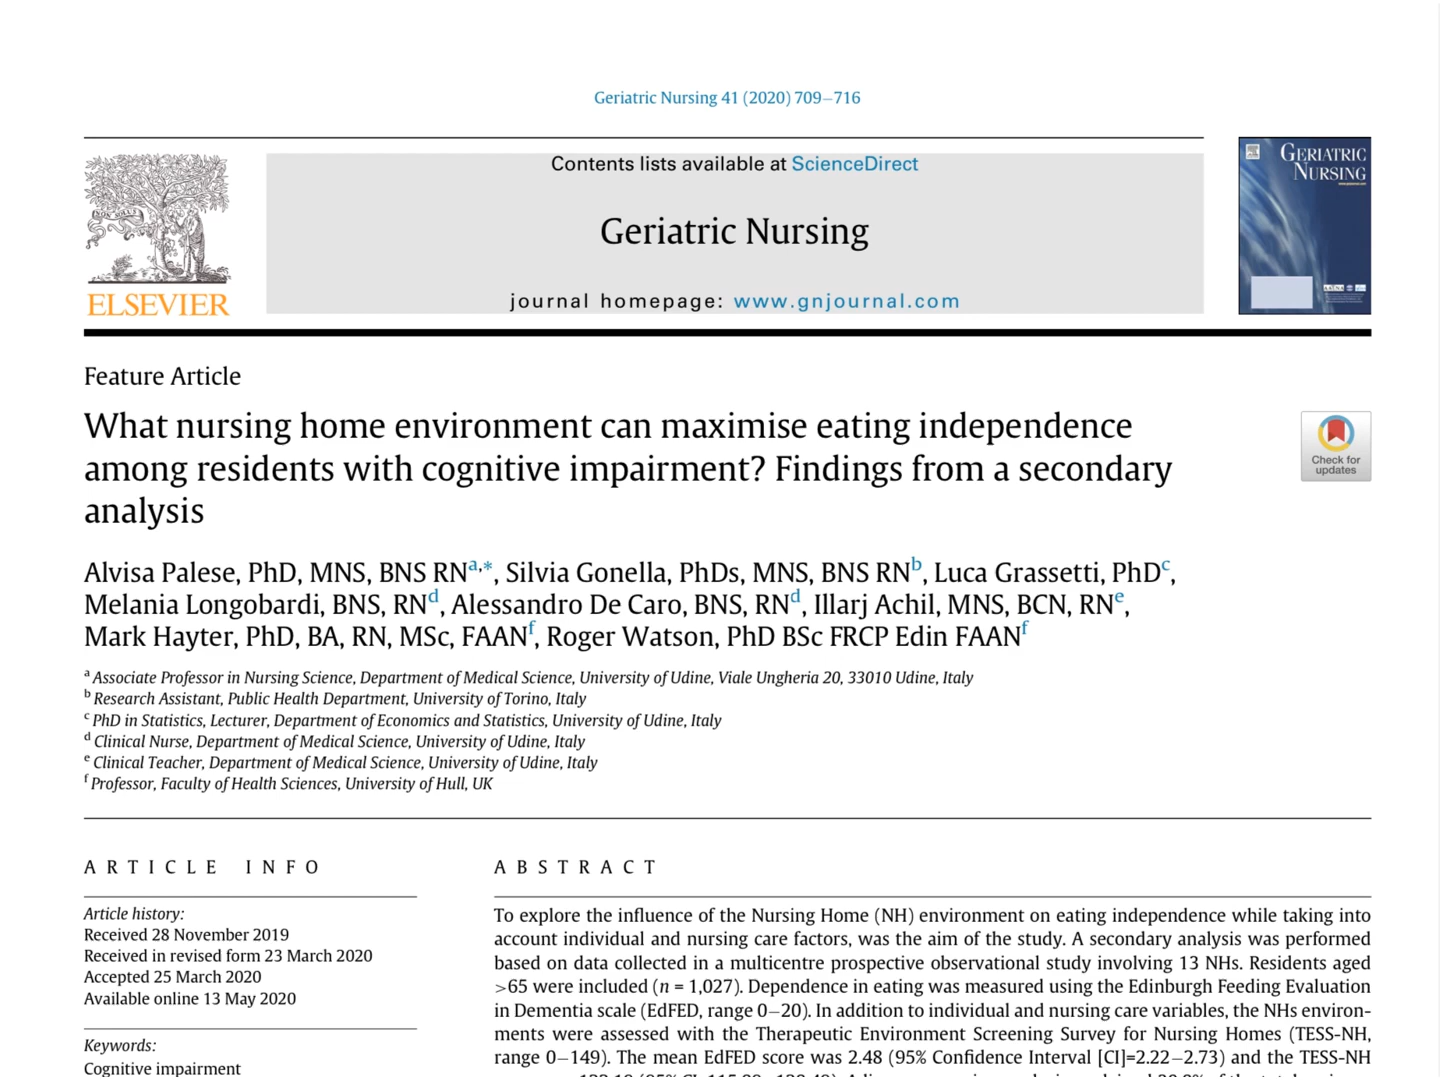 Geriatric Nursing 41 (2020) 709–716
Contents lists available at ScienceDirect
Geriatric Nursing
journal homepage: www.gnjournal.com
ELSEVIER
GERIATRIC
NURSING
Feature Article
What nursing home environment can maximise eating independence
among residents with cognitive impairment? Findings from a secondary
analysis
Check for
updates
Alvisa Palese, PhD, MNS, BNS RNa,*, Silvia Gonella, PhDs, MNS, BNS RNb, Luca Grassetti, PhDc,
Melania Longobardi, BNS, RNd, Alessandro De Caro, BNS, RNd, Illarj Achil, MNS, BCN, RNe,
Mark Hayter, PhD, BA, RN, MSc, FAANf, Roger Watson, PhD BSc FRCP Edin FAANf
a Associate Professor in Nursing Science, Department of Medical Science, University of Udine, Viale Ungheria 20, 33010 Udine, Italy
b Research Assistant, Public Health Department, University of Torino, Italy
c PhD in Statistics, Lecturer, Department of Economics and Statistics, University of Udine, Italy
d Clinical Nurse, Department of Medical Science, University of Udine, Italy
e Clinical Teacher, Department of Medical Science, University of Udine, Italy
f Professor, Faculty of Health Sciences, University of Hull, UK
ARTICLE INFO
Article history:
Received 28 November 2019
Received in revised form 23 March 2020
Accepted 25 March 2020
Available online 13 May 2020
Keywords:
Cognitive impairment
ABSTRACT
To explore the influence of the Nursing Home (NH) environment on eating independence while taking into
account individual and nursing care factors, was the aim of the study. A secondary analysis was performed
based on data collected in a multicentre prospective observational study involving 13 NHs. Residents aged
>65 were included (n = 1,027). Dependence in eating was measured using the Edinburgh Feeding Evaluation
in Dementia scale (EdFED, range 0–20). In addition to individual and nursing care variables, the NHs environ-
ments were assessed with the Therapeutic Environment Screening Survey for Nursing Homes (TESS-NH,
range 0–149). The mean EdFED score was 2.48 (95% Confidence Interval [CI]=2.22–2.73) and the TESS-NH